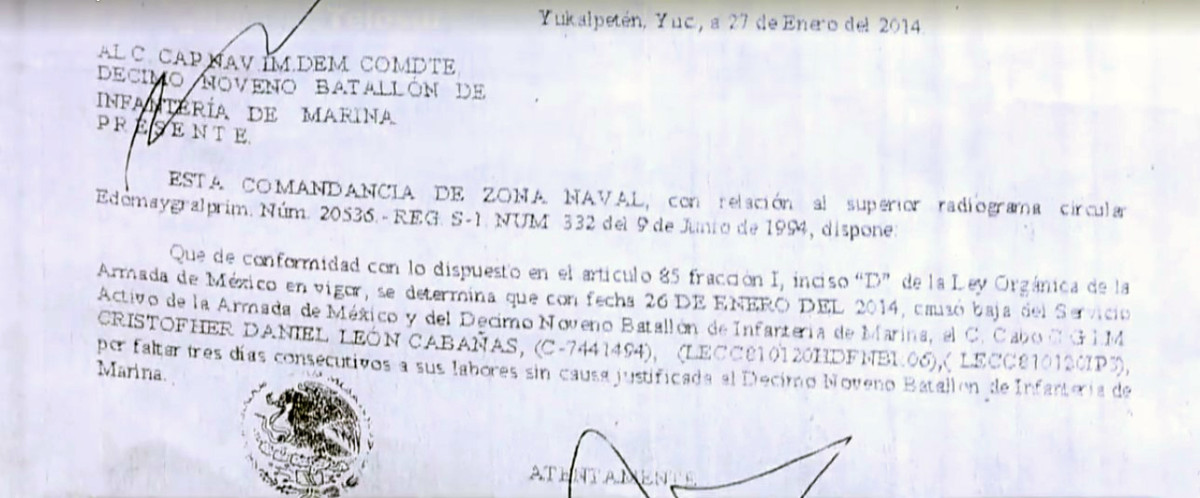 Yukalpetén, Yuc, a 27 de Enero del 2014.
AL C. CAP.NAV.IM.DEM COMDTE.
DECIMO NOVENO BATALLÓN DE
INFANTERÍA DE MARINA
PRESENTE.
ESTA COMANDANCIA DE ZONA NAVAL, con relación al superior radiograma circular
Edomaygralprim. Núm. 20536.- REG. S-1. NUM 332 del 9 de Junio de 1994, dispone:
Que de conformidad con lo dispuesto en el articulo 85 fracción I, inciso "D" de la Ley Orgánica de la
Armada de México en vigor, se determina que con fecha 26 DE ENERO DEL 2014, causó baja del Servicio
Activo de la Armada de México y del Decimo Noveno Batallón de Infantería de Marina, el C. Cabo
CRISTOFHER DANIEL LEÓN CABAÑAS, (C-7441494),
por faltar tres días consecutivos a sus labores sin causa justificada al Decimo Noveno Batallón de Infantería de
Marina.
ATENTAMENTE